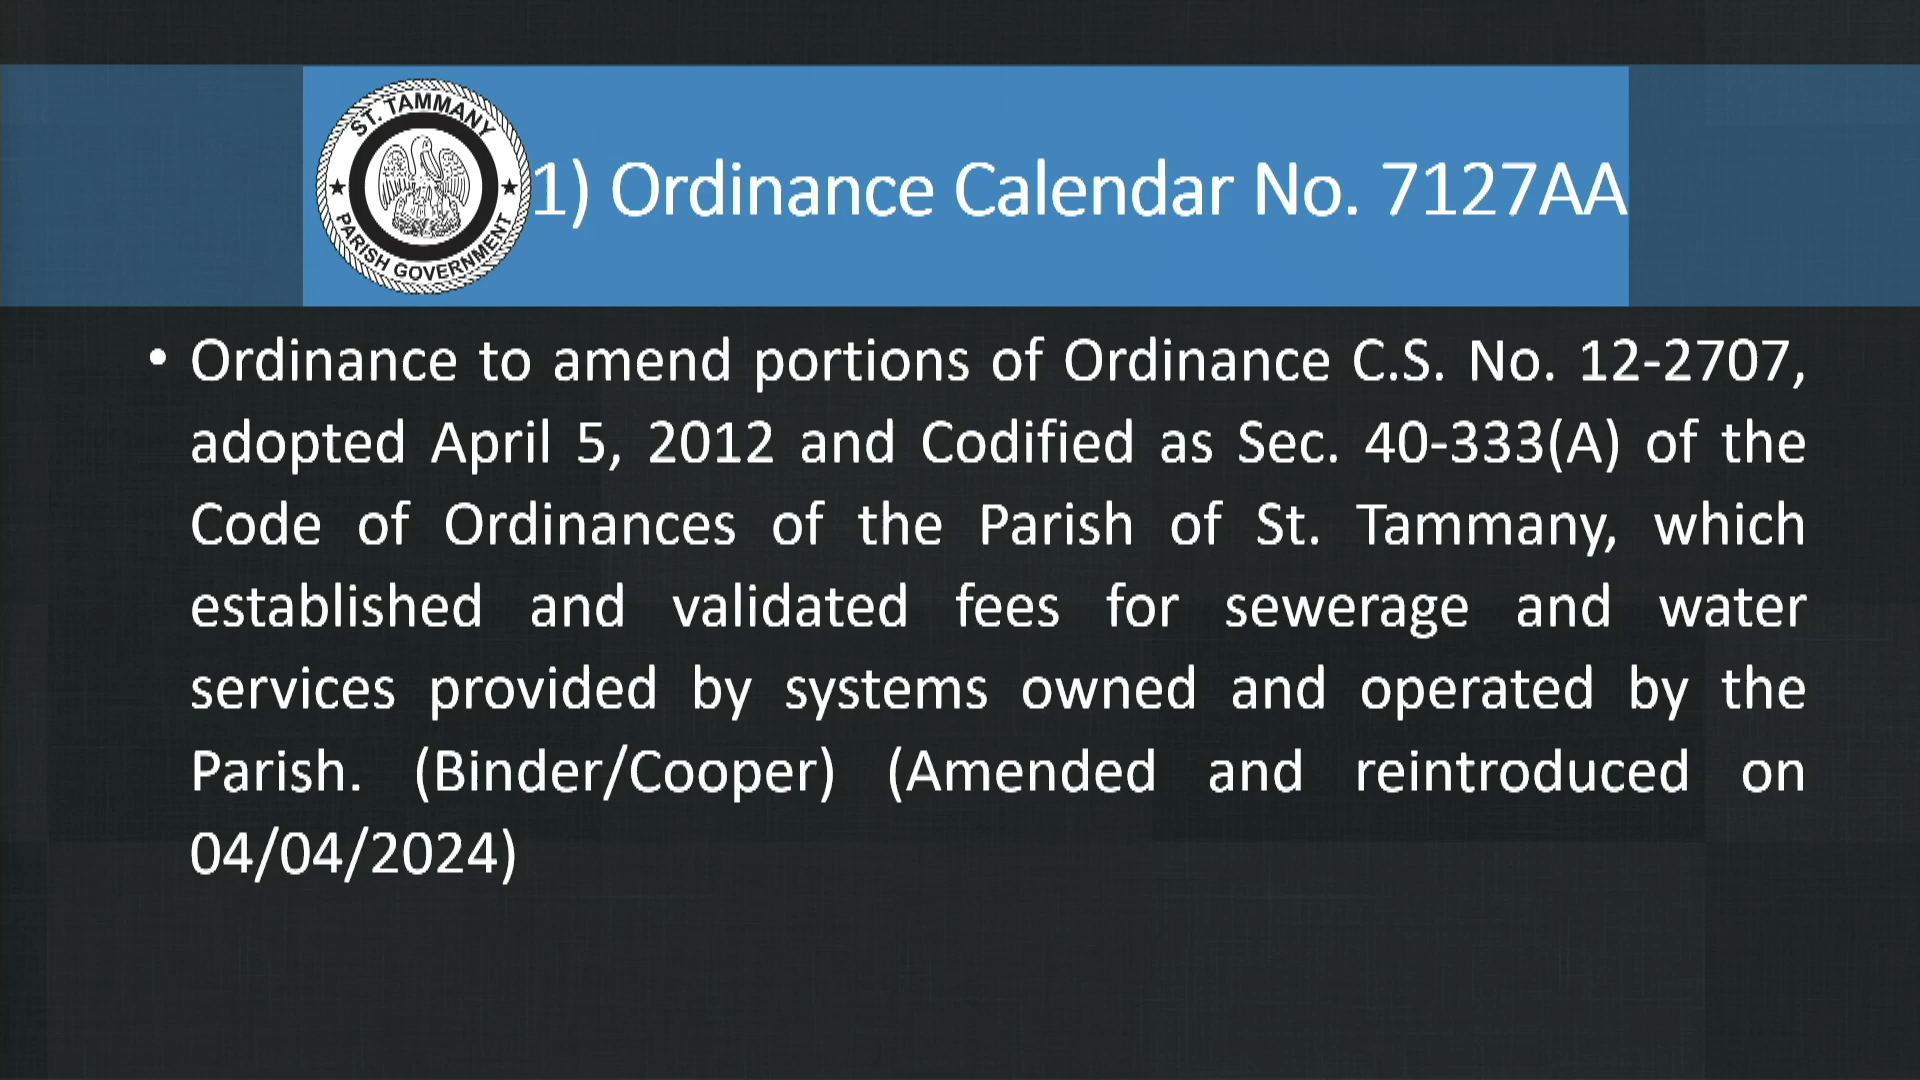 ST. TAMMANY
PARISH GOVERNMENT
1) Ordinance Calendar No. 7127AA
• Ordinance to amend portions of Ordinance C.S. No. 12-2707,
adopted April 5, 2012 and Codified as Sec. 40-333(A) of the
Code of Ordinances of the Parish of St. Tammany, which
established and validated fees for sewerage and water
services provided by systems owned and operated by the
Parish. (Binder/Cooper) (Amended and reintroduced on
04/04/2024)